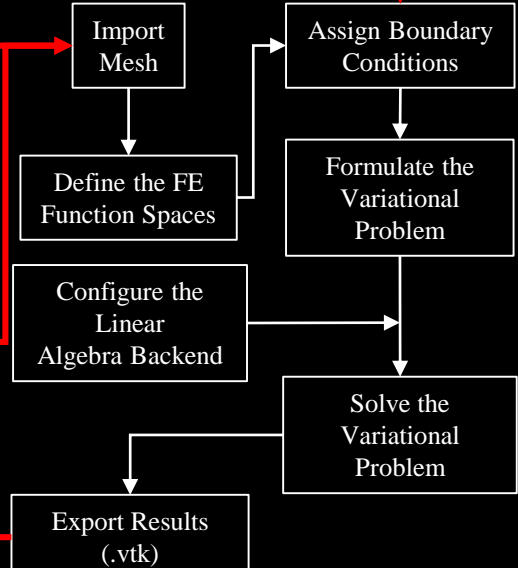 Import
Mesh
Define the FE
Function Spaces
Assign Boundary
Conditions
Formulate the
Variational
Problem
Configure the
Linear
Algebra Backend
Solve the
Variational
Problem
Export Results
(.vtk)